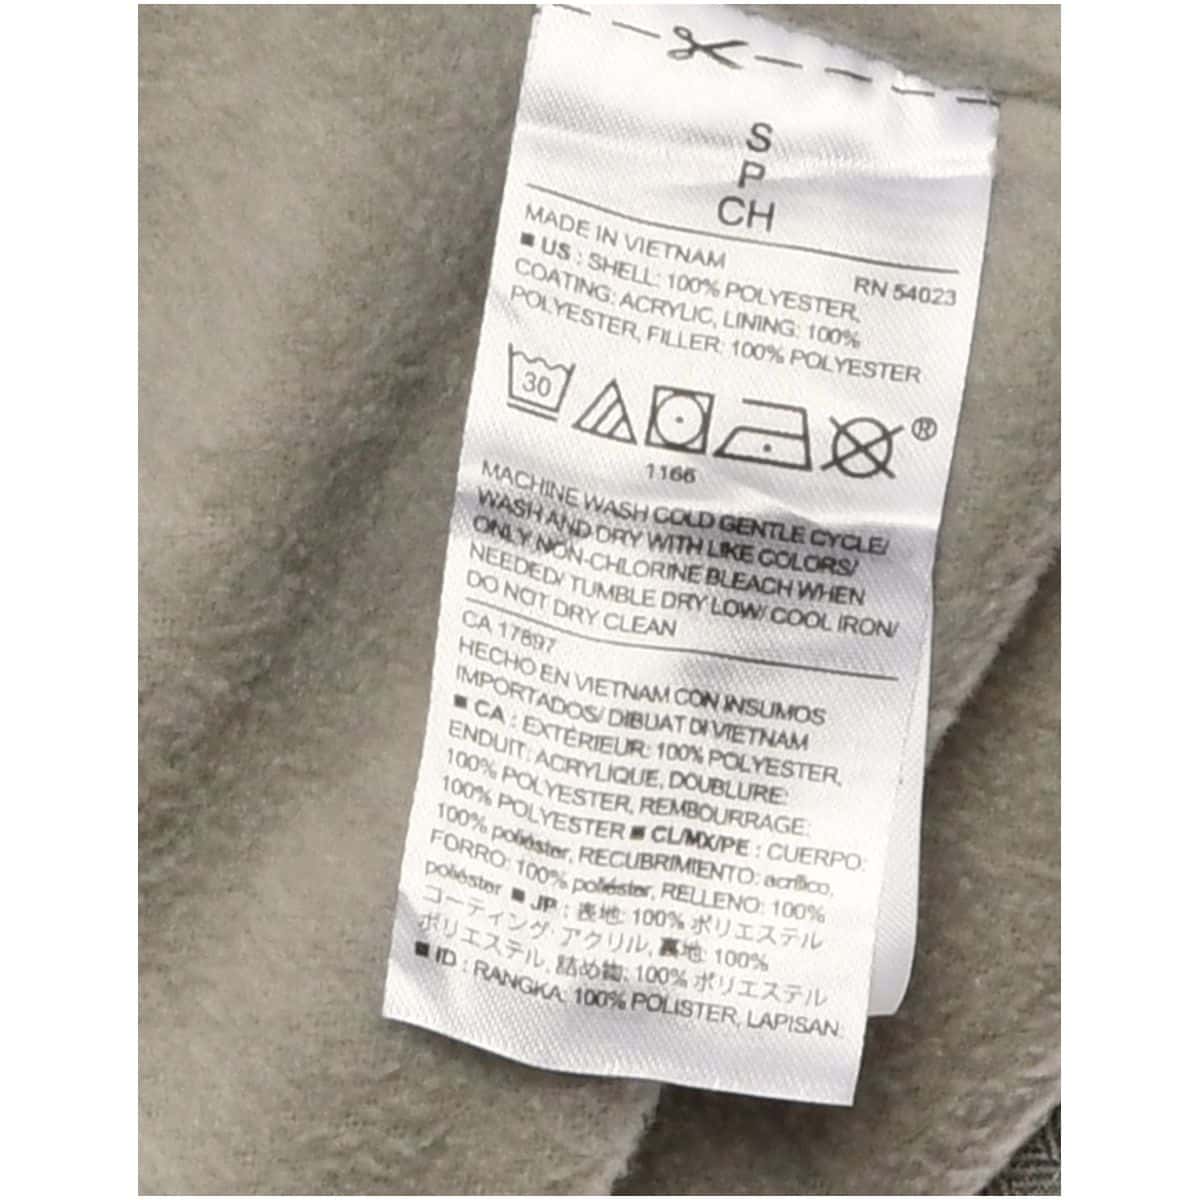 S
P
CH
MADE IN VIETNAM
RN 54023
■ US : SHELL: 100% POLYESTER,
COATING: ACRYLIC, LINING: 100%
POLYESTER, FILLER: 100% POLYESTER
30
®
1166
MACHINE WASH COLD GENTLE CYCLE/
WASH AND DRY WITH LIKE COLORS/
ONLY NON-CHLORINE BLEACH WHEN
NEEDED/ TUMBLE DRY LOW/ COOL IRON/
DO NOT DRY CLEAN
CA 17897
HECHO EN VIETNAM CON INSUMOS
IMPORTADOS/ DIBUAT DI VIETNAM
■ CA : EXTÉRIEUR: 100% POLYESTER,
ENDUIT: ACRYLIQUE, DOUBLURE:
100% POLYESTER, REMBOURRAGE:
100% POLYESTER ■ CL/MX/PE : CUERPO:
100% poliéster, RECUBRIMIENTO: acrílico,
FORRO: 100% poliéster, RELLENO: 100%
poliéster ■ JP : 表地: 100% ポリエステル
コーティング: アクリル, 裏地: 100%
ポリエステル, 詰め物: 100% ポリエステル
■ ID : RANGKA: 100% POLISTER, LAPISAN: